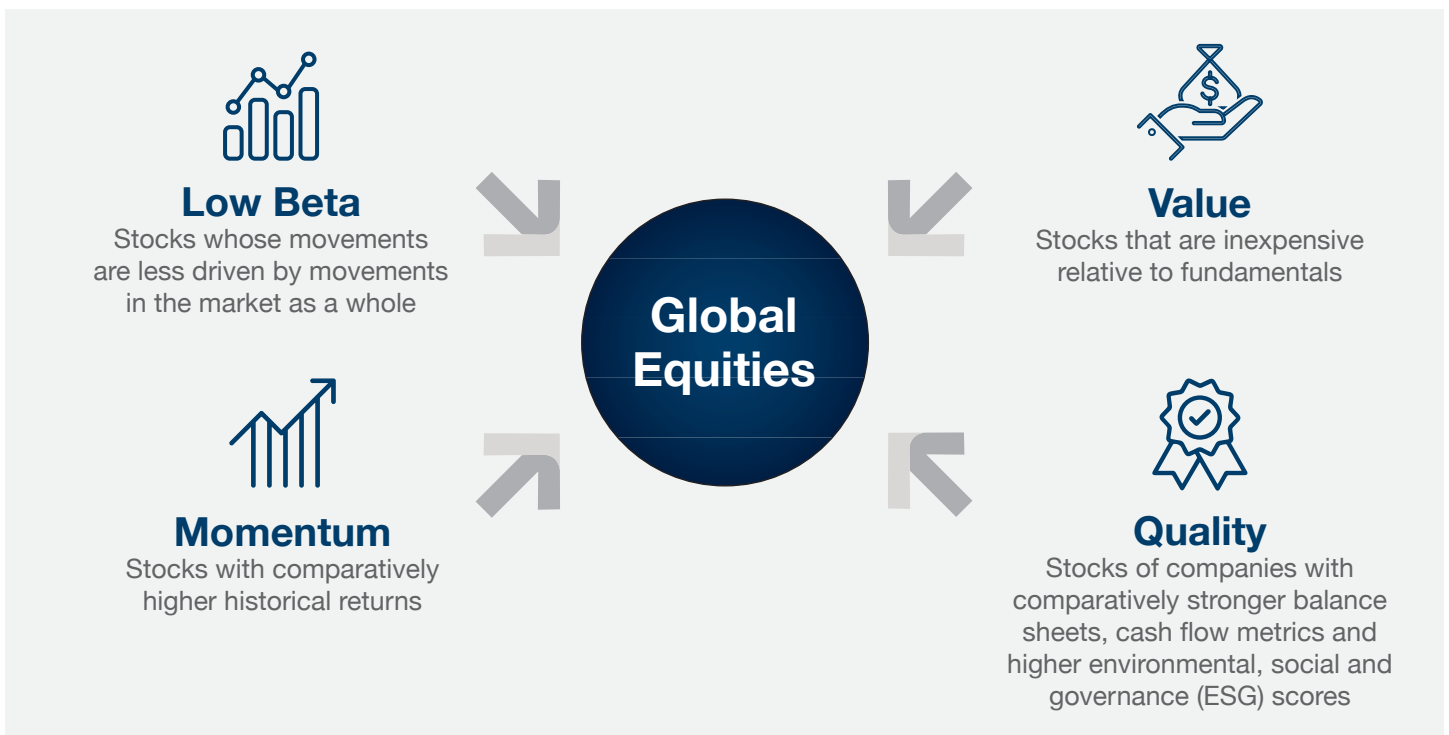 Low Beta
Stocks whose movements
are less driven by movements
in the market as a whole
Value
Stocks that are inexpensive
relative to fundamentals
Global
Equities
Momentum
Stocks with comparatively
higher historical returns
Quality
Stocks of companies with
comparatively stronger balance
sheets, cash flow metrics and
higher environmental, social and
governance (ESG) scores
$